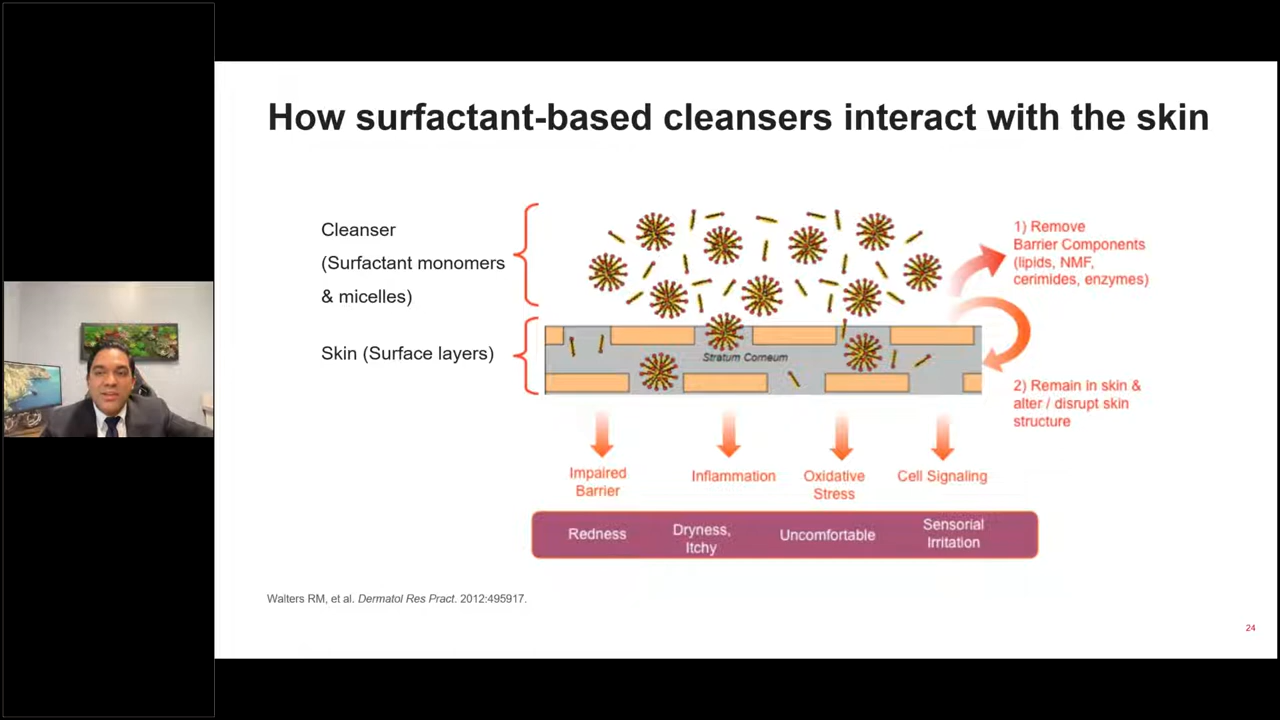 How surfactant-based cleansers interact with the skin
Cleanser
(Surfactant monomers
& micelles)
Skin (Surface layers)
Stratum Corneum
1) Remove
Barrier Components
(lipids, NMF,
cerimides, enzymes)
2) Remain in skin &
alter / disrupt skin
structure
Impaired
Barrier
Inflammation
Oxidative
Stress
Cell Signaling
Redness
Dryness,
Itchy
Uncomfortable
Sensorial
Irritation
Walters RM, et al. Dermatol Res Pract. 2012:495917.
24